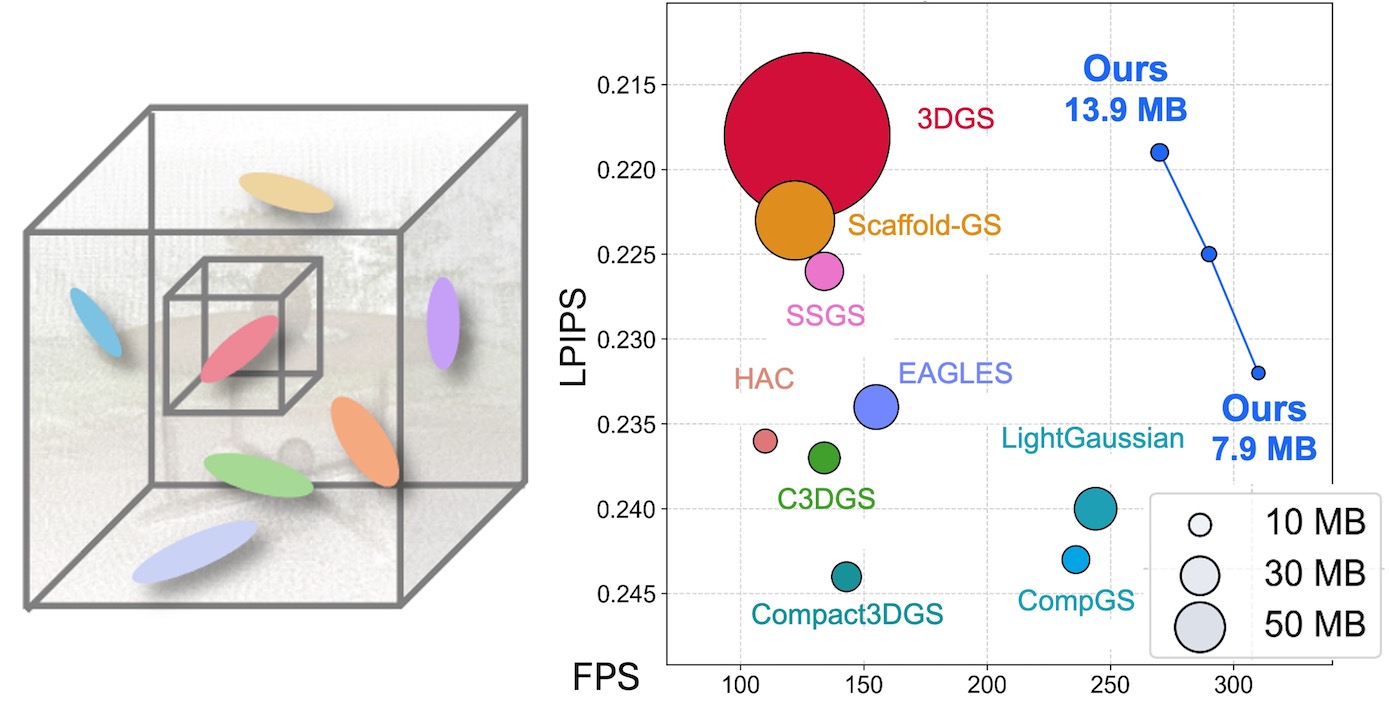 Ours
13.9 MB
0.215
3DGS
0.220
Scaffold-GS
0.225
SSGS
LPIPS
0.230
HAC
EAGLES
Ours
7.9 MB
0.235
LightGaussian
C3DGS
0.240
CompGS
Compact3DGS
0.245
10 MB
30 MB
50 MB
FPS
100
150
200
250
300